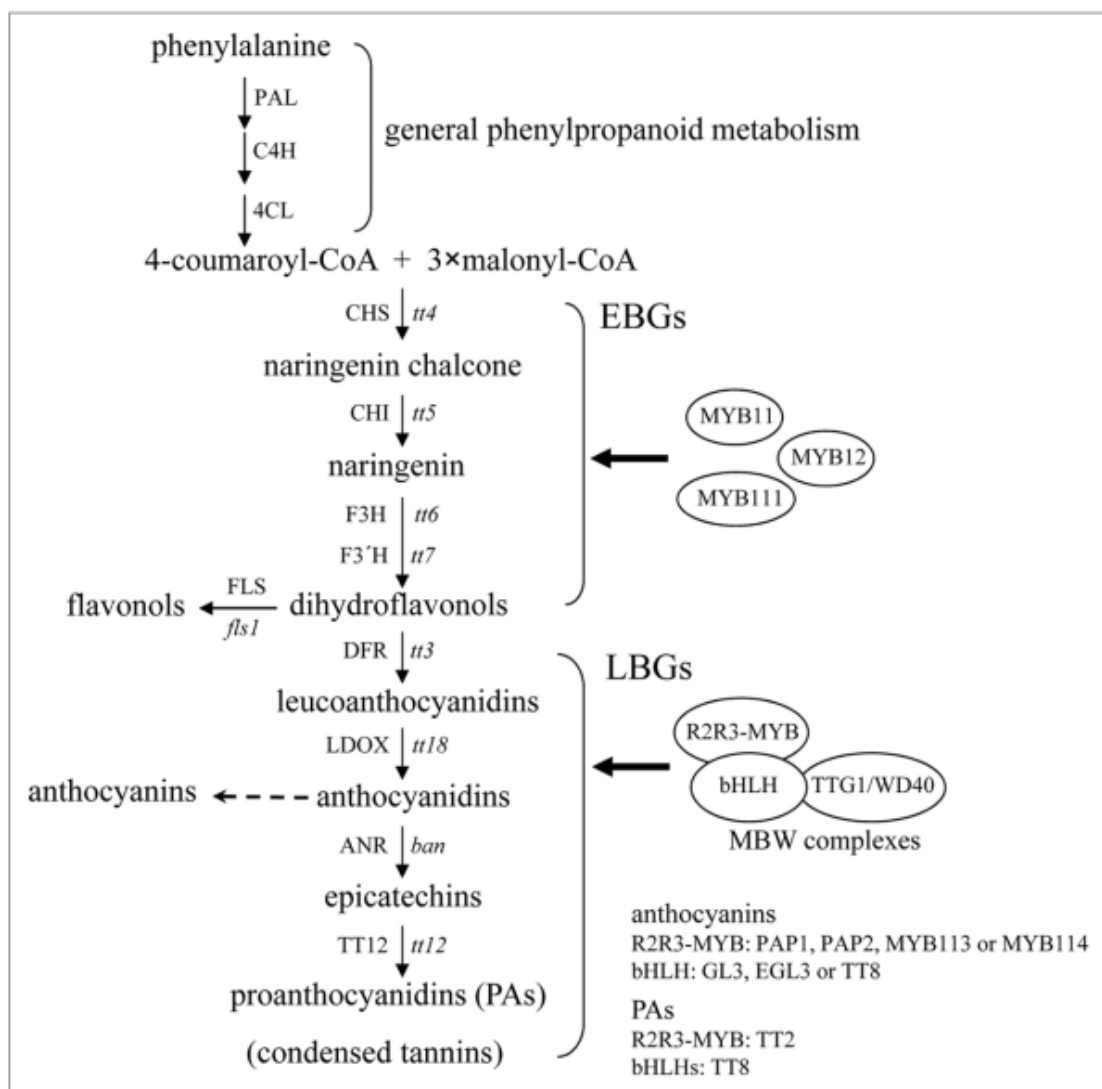 phenylalanine
PAL
C4H
4CL
general phenylpropanoid metabolism
4-coumaroyl-CoA + 3×malonyl-CoA
CHS tt4
EBGs
naringenin chalcone
CHI tt5
MYB11
MYB12
MYB111
naringenin
F3H tt6
F3´H tt7
flavonols
FLS
fls1
dihydroflavonols
DFR tt3
LBGs
leucoanthocyanidins
R2R3-MYB
LDOX tt18
bHLH
TTG1/WD40
MBW complexes
anthocyanins
anthocyanidins
ANR ban
epicatechins
TT12 tt12
proanthocyanidins (PAs)
(condensed tannins)
anthocyanins
R2R3-MYB: PAP1, PAP2, MYB113 or MYB114
bHLH: GL3, EGL3 or TT8
PAs
R2R3-MYB: TT2
bHLHs: TT8